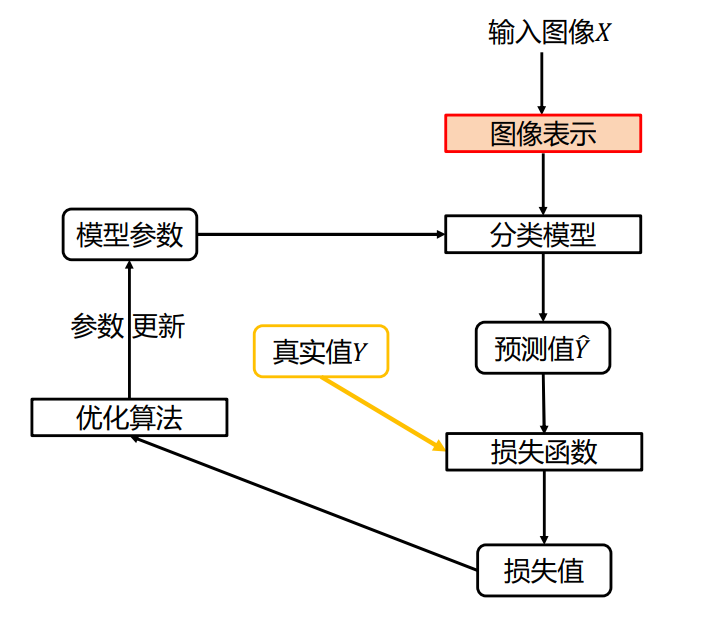 输入图像X
图像表示
模型参数
分类模型
参数 更新
真实值Y
预测值Ŷ
优化算法
损失函数
损失值